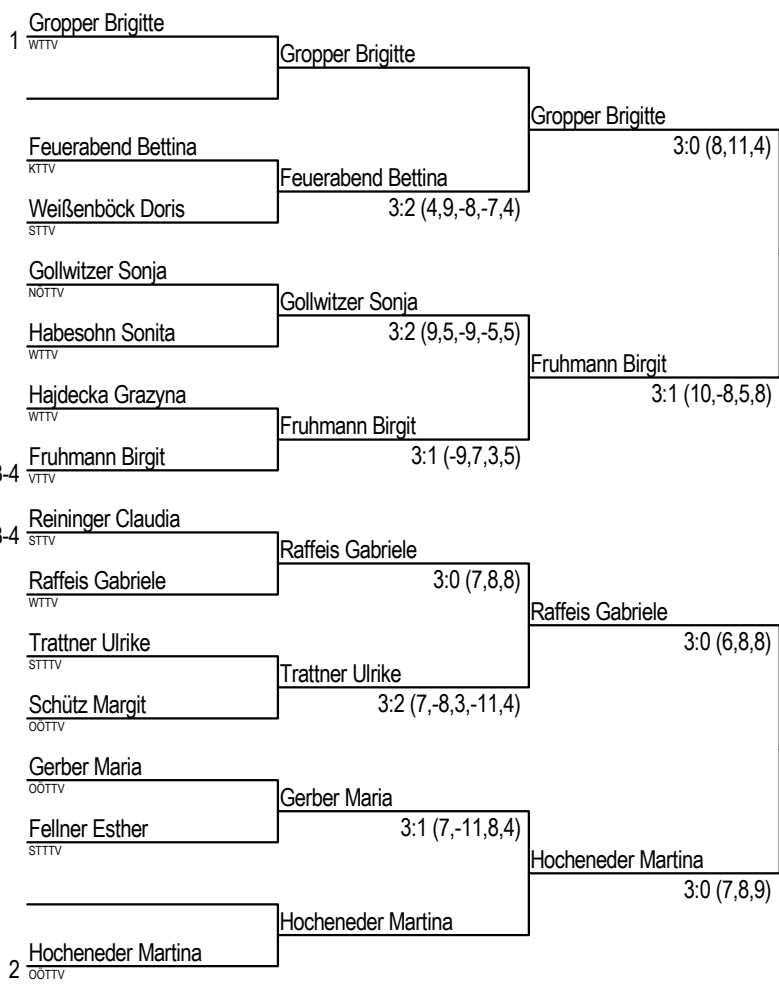 Gropper Brigitte
1 WTTV
Gropper Brigitte
Gropper Brigitte
3:0 (8,11,4)
Feuerabend Bettina
KTTV
Feuerabend Bettina
3:2 (4,9,-8,-7,4)
Weißenböck Doris
STTV
Gollwitzer Sonja
NÖTTV
Gollwitzer Sonja
3:2 (9,5,-9,-5,5)
Habesohn Sonita
WTTV
Fruhmann Birgit
3:1 (10,-8,5,8)
Hajdecka Grazyna
WTTV
Fruhmann Birgit
3:1 (-9,7,3,5)
Fruhmann Birgit
3-4 VTTV
Reininger Claudia
3-4 STTV
Raffeis Gabriele
3:0 (7,8,8)
Raffeis Gabriele
WTTV
Raffeis Gabriele
3:0 (6,8,8)
Trattner Ulrike
STTTV
Trattner Ulrike
3:2 (7,-8,3,-11,4)
Schütz Margit
OÖTTV
Gerber Maria
OÖTTV
Gerber Maria
3:1 (7,-11,8,4)
Fellner Esther
STTTV
Hocheneder Martina
3:0 (7,8,9)
Hocheneder Martina
Hocheneder Martina
2 OÖTTV